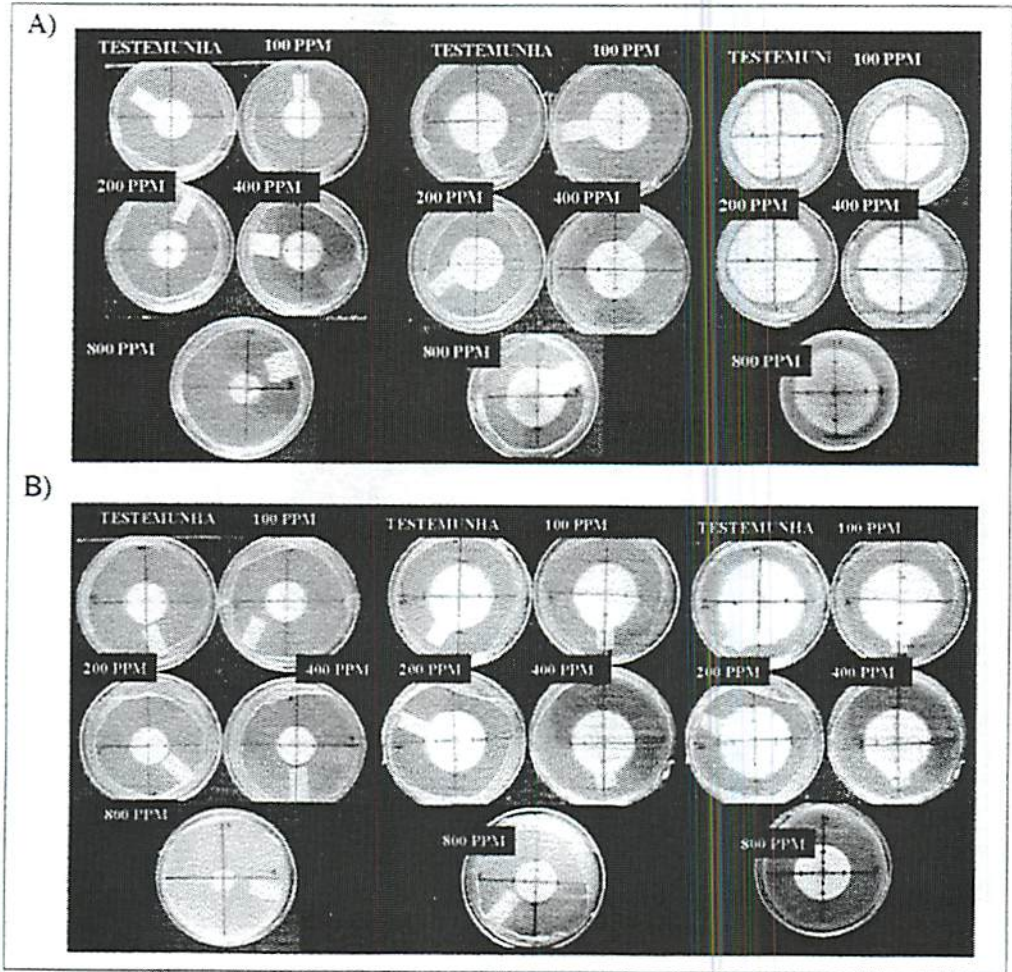 A)
TESTEMUNHA 100 PPM TESTEMUNHA 100 PPM TESTEMUNI 100 PPM
200 PPM 400 PPM 200 PPM 400 PPM 200 PPM 400 PPM
800 PPM 800 PPM 800 PPM
B)
TESTEMUNHA 100 PPM TESTEMUNHA 100 PPM TESTEMUNHA 100 PPM
200 PPM 400 PPM 200 PPM 400 PPM 200 PPM 400 PPM
800 PPM 800 PPM 800 PPM